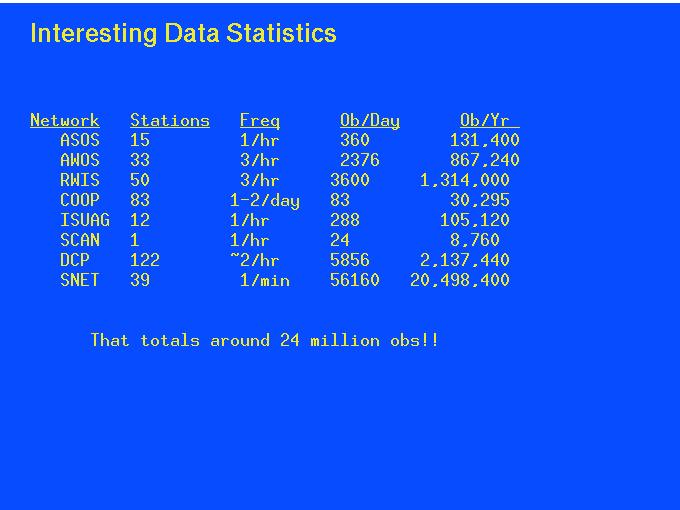 Interesting Data Statistics
Network Stations Freq Ob/Day Ob/Yr
ASOS 15 1/hr 360 131,400
AWOS 33 3/hr 2376 867,240
RWIS 50 3/hr 3600 1,314,000
COOP 83 1-2/day 83 30,295
ISUAG 12 1/hr 288 105,120
SCAN 1 1/hr 24 8,760
DCP 122 ~2/hr 5856 2,137,440
SNET 39 1/min 56160 20,498,400
That totals around 24 million obs!!